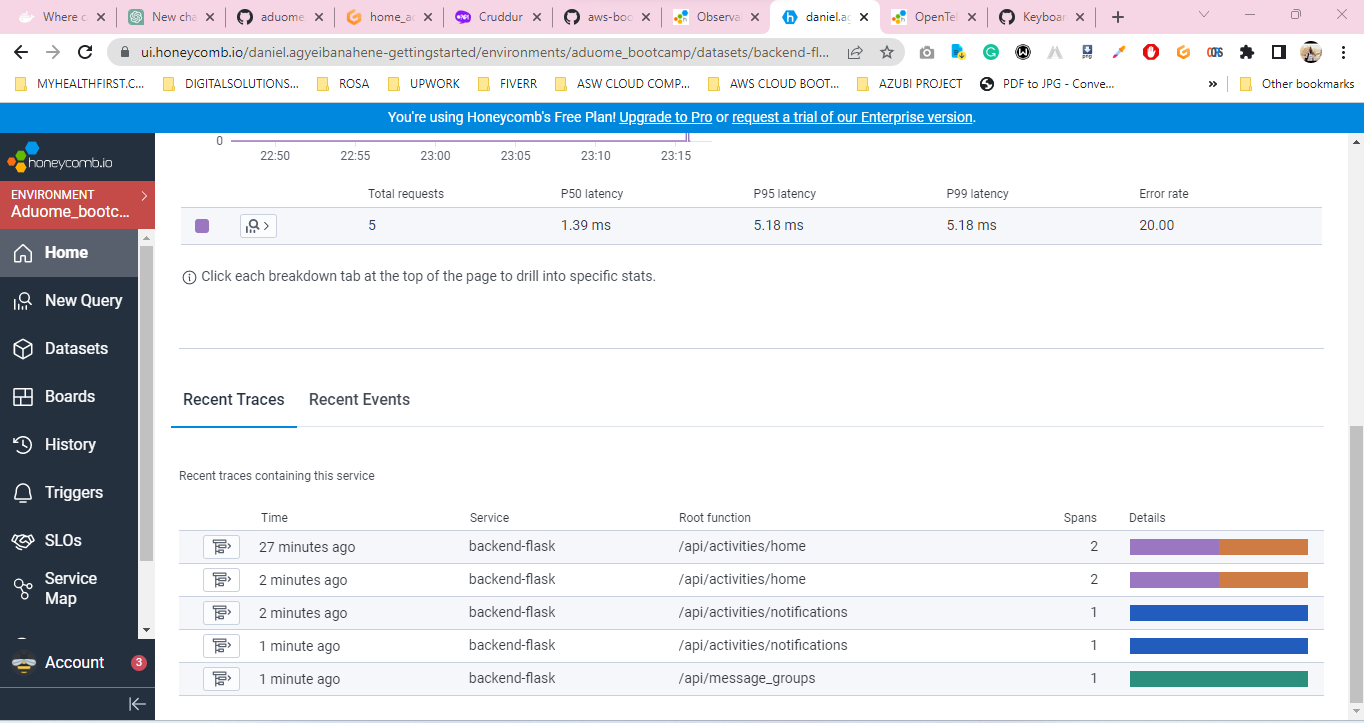 Where c
New cha
aduome
home_ac
Cruddur
aws-boo
Observa
daniel.ag
OpenTel
Keyboar
ui.honeycomb.io/daniel.agyeibanahene-gettingstarted/environments/aduome_bootcamp/datasets/backend-fl...
MYHEALTHFIRST.C...
DIGITALSOLUTIONS...
ROSA
UPWORK
FIVERR
ASW CLOUD COMP...
AWS CLOUD BOOT...
AZUBI PROJECT
PDF to JPG - Conve...
»
Other bookmarks
You're using Honeycomb's Free Plan! Upgrade to Pro or request a trial of our Enterprise version.
honeycomb.io
ENVIRONMENT
Aduome_bootc...
Home
New Query
Datasets
Boards
History
Triggers
SLOs
Service
Map
Account 3
0
22:50 22:55 23:00 23:05 23:10 23:15
Total requests P50 latency P95 latency P99 latency Error rate
5 1.39 ms 5.18 ms 5.18 ms 20.00
Click each breakdown tab at the top of the page to drill into specific stats.
Recent Traces Recent Events
Recent traces containing this service
Time Service Root function Spans Details
27 minutes ago backend-flask /api/activities/home 2
2 minutes ago backend-flask /api/activities/home 2
2 minutes ago backend-flask /api/activities/notifications 1
1 minute ago backend-flask /api/activities/notifications 1
1 minute ago backend-flask /api/message_groups 1